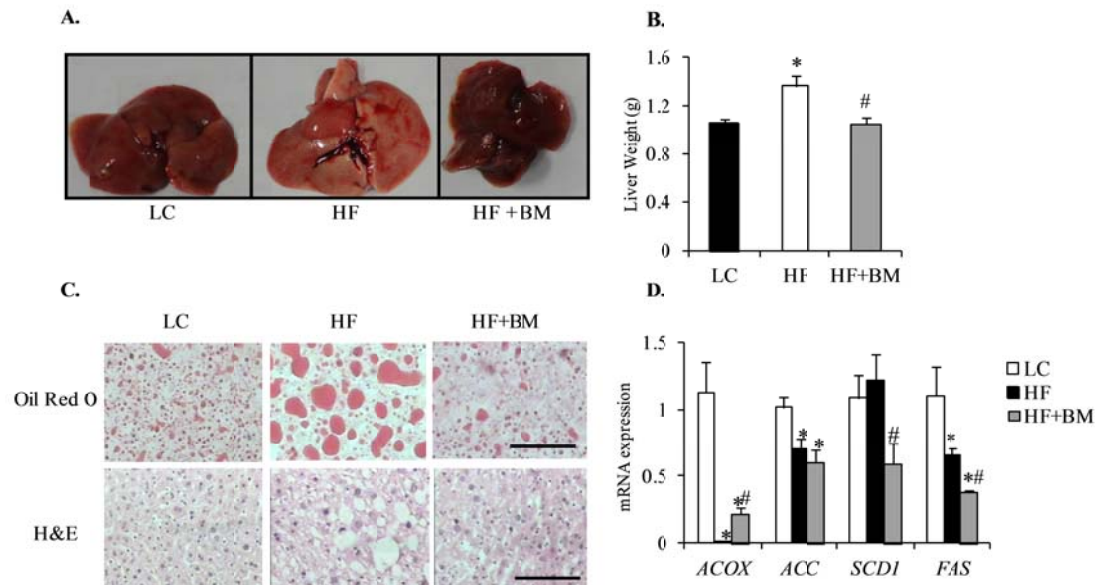 A.
LC
HF
HF +BM
B.
Liver Weight (g)
1.6
1.2
0.8
0.4
0
*
#
LC
HF
HF+BM
C.
LC
HF
HF+BM
Oil Red O
H&E
D.
mRNA expression
1.5
1
0.5
0
*
*#
*
*
#
*
*#
ACOX
ACC
SCD1
FAS
LC
HF
HF+BM